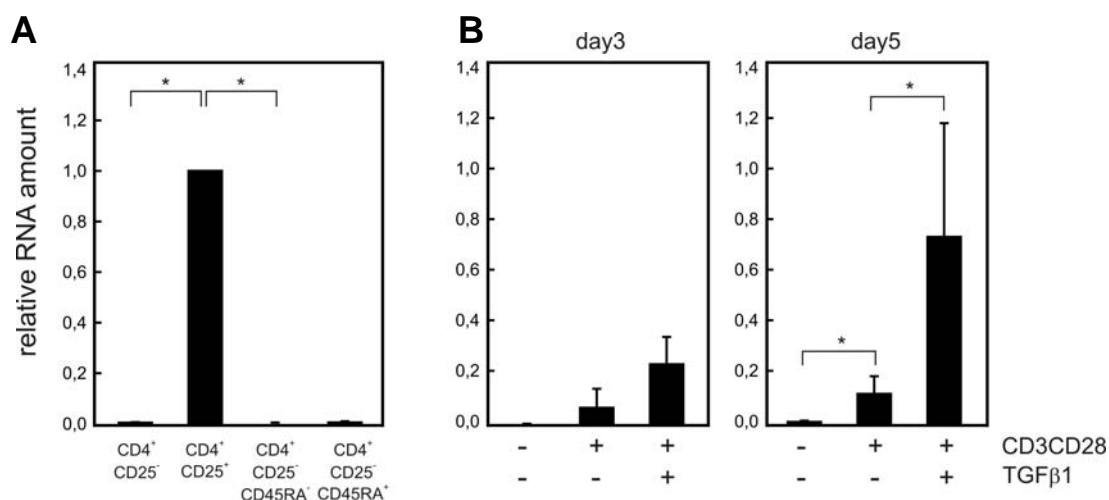 A
B
day3
day5
relative RNA amount
1,4
1,2
1,0
0,8
0,6
0,4
0,2
0,0
* *
CD4⁺ CD25⁻
CD4⁺ CD25⁺
CD4⁺ CD25⁻ CD45RA⁻
CD4⁺ CD25⁻ CD45RA⁺
1,4
1,2
1,0
0,8
0,6
0,4
0,2
0,0
1,4
1,2
1,0
0,8
0,6
0,4
0,2
0,0
*
*
- + + - + + CD3CD28
- - + - - + TGFβ1